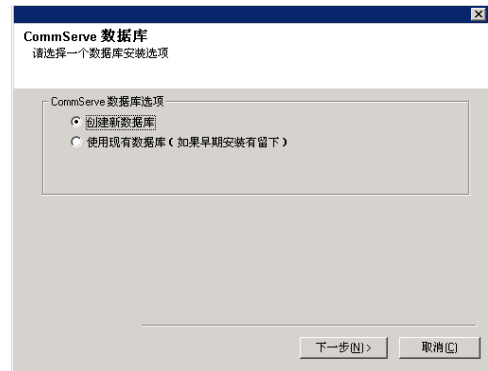 CommServe 数据库
请选择一个数据库安装选项
CommServe 数据库选项
创建新数据库
使用现有数据库（如果早期安装有留下）
下一步(N) >
取消(C)